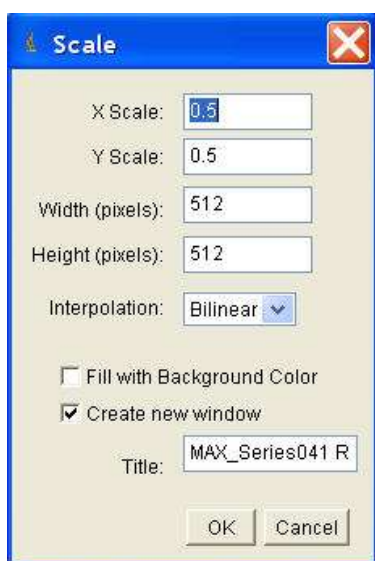 Scale
X Scale: 0.5
Y Scale: 0.5
Width (pixels): 512
Height (pixels): 512
Interpolation: Bilinear
Fill with Background Color
Create new window
Title: MAX_Series041 R
OK Cancel